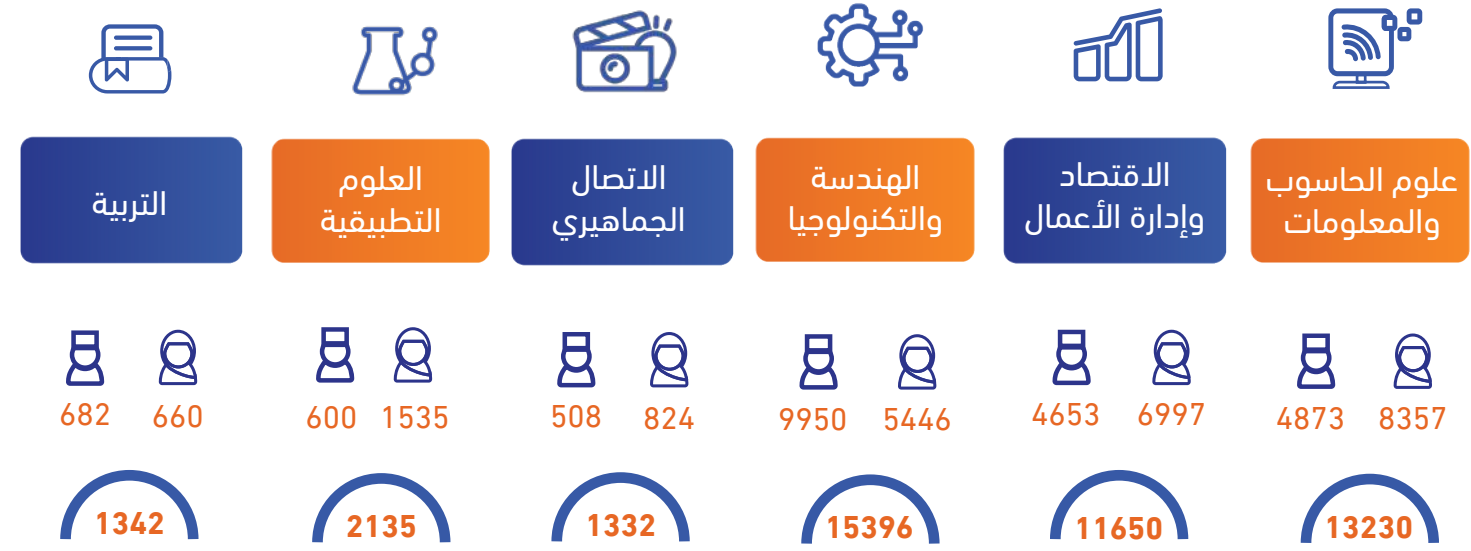 علوم الحاسوب
والمعلومات
الاقتصاد
وإدارة الأعمال
الهندسة
والتكنولوجيا
الاتصال
الجماهيري
العلوم
التطبيقية
التربية
8357
4873
6997
4653
5446
9950
824
508
1535
600
660
682
13230
11650
15396
1332
2135
1342